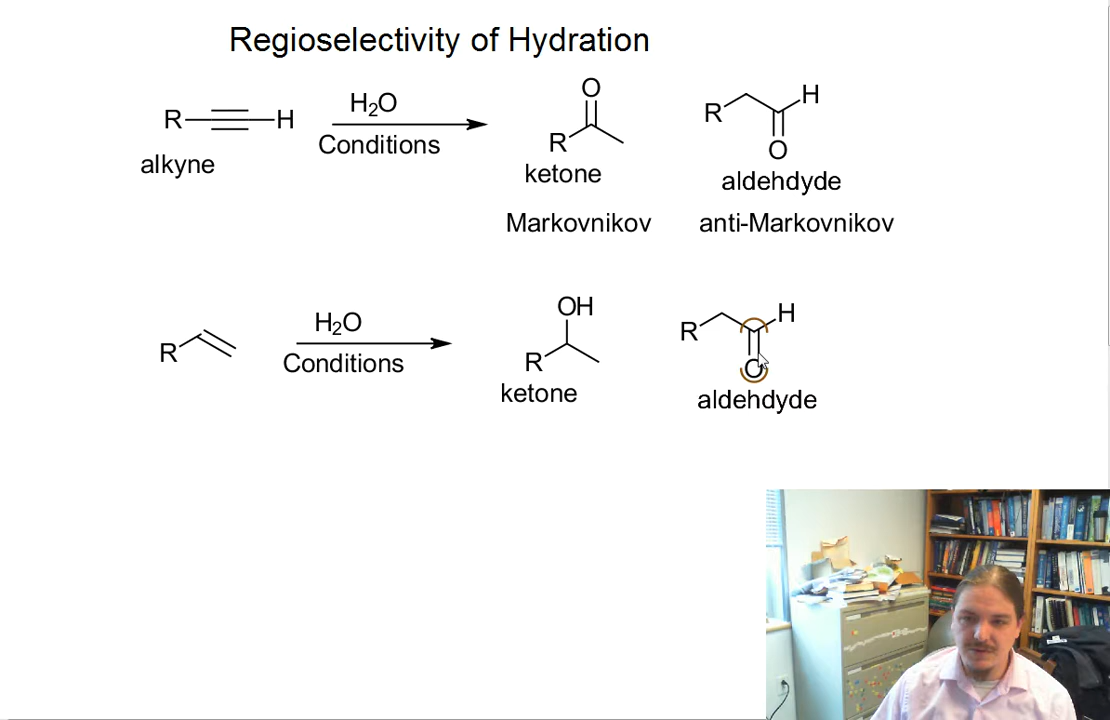 Regioselectivity of Hydration
R H H₂O O R H
Conditions R O
alkyne ketone aldehdyde
Markovnikov anti-Markovnikov
OH H
R H₂O R R
Conditions R O
ketone aldehdyde